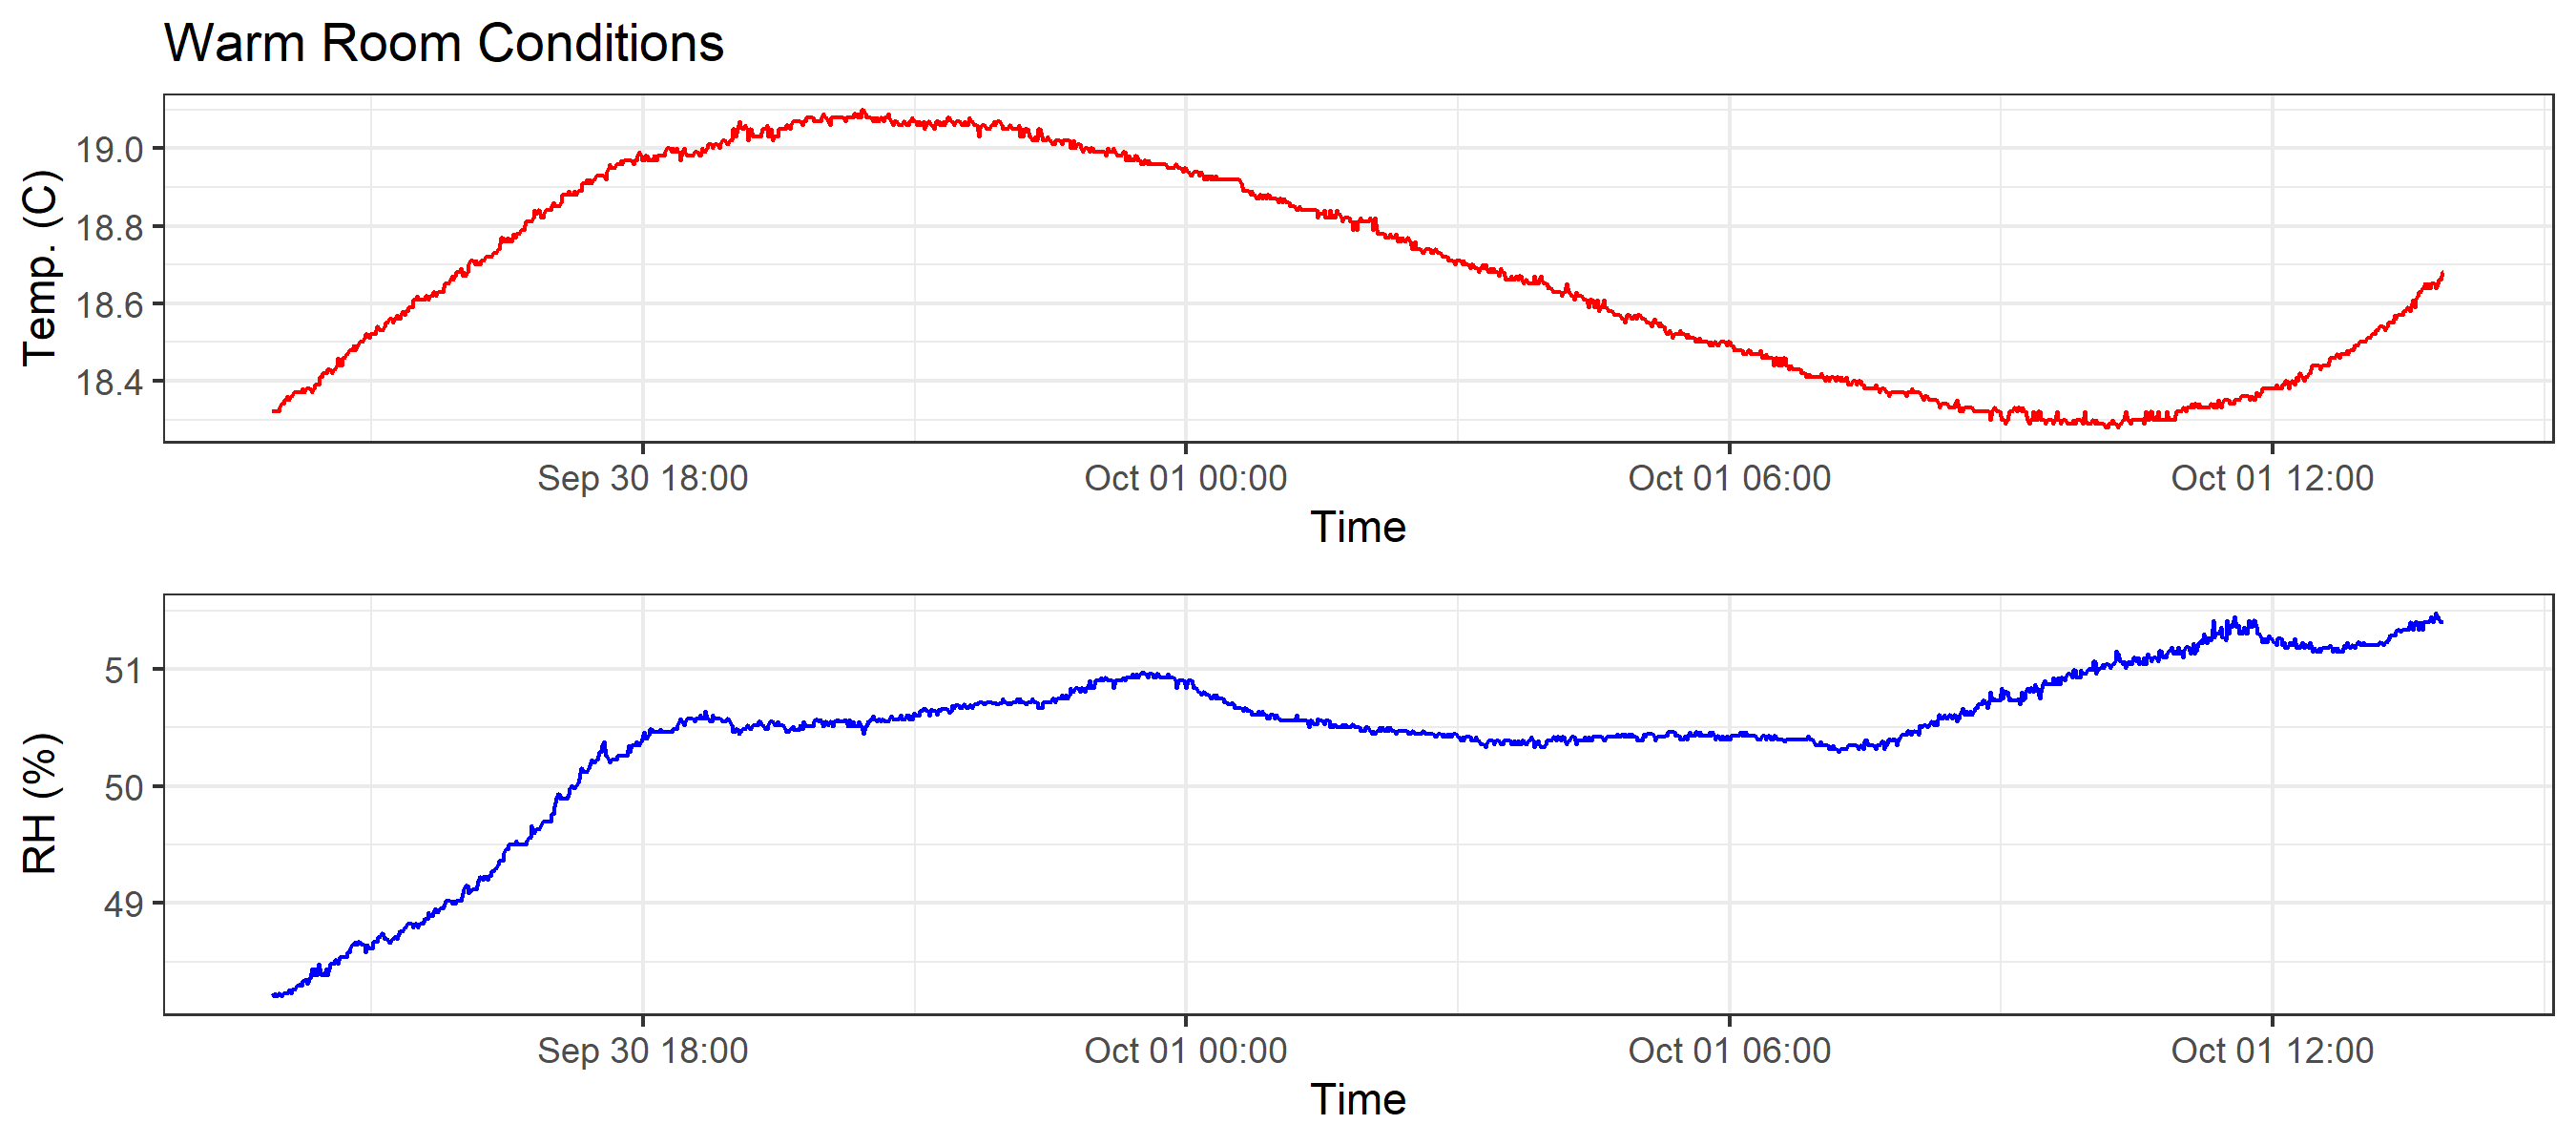 Warm Room Conditions
Temp. (C)
19.0
18.8
18.6
18.4
Sep 30 18:00 Oct 01 00:00 Oct 01 06:00 Oct 01 12:00
Time
RH (%)
51
50
49
Sep 30 18:00 Oct 01 00:00 Oct 01 06:00 Oct 01 12:00
Time